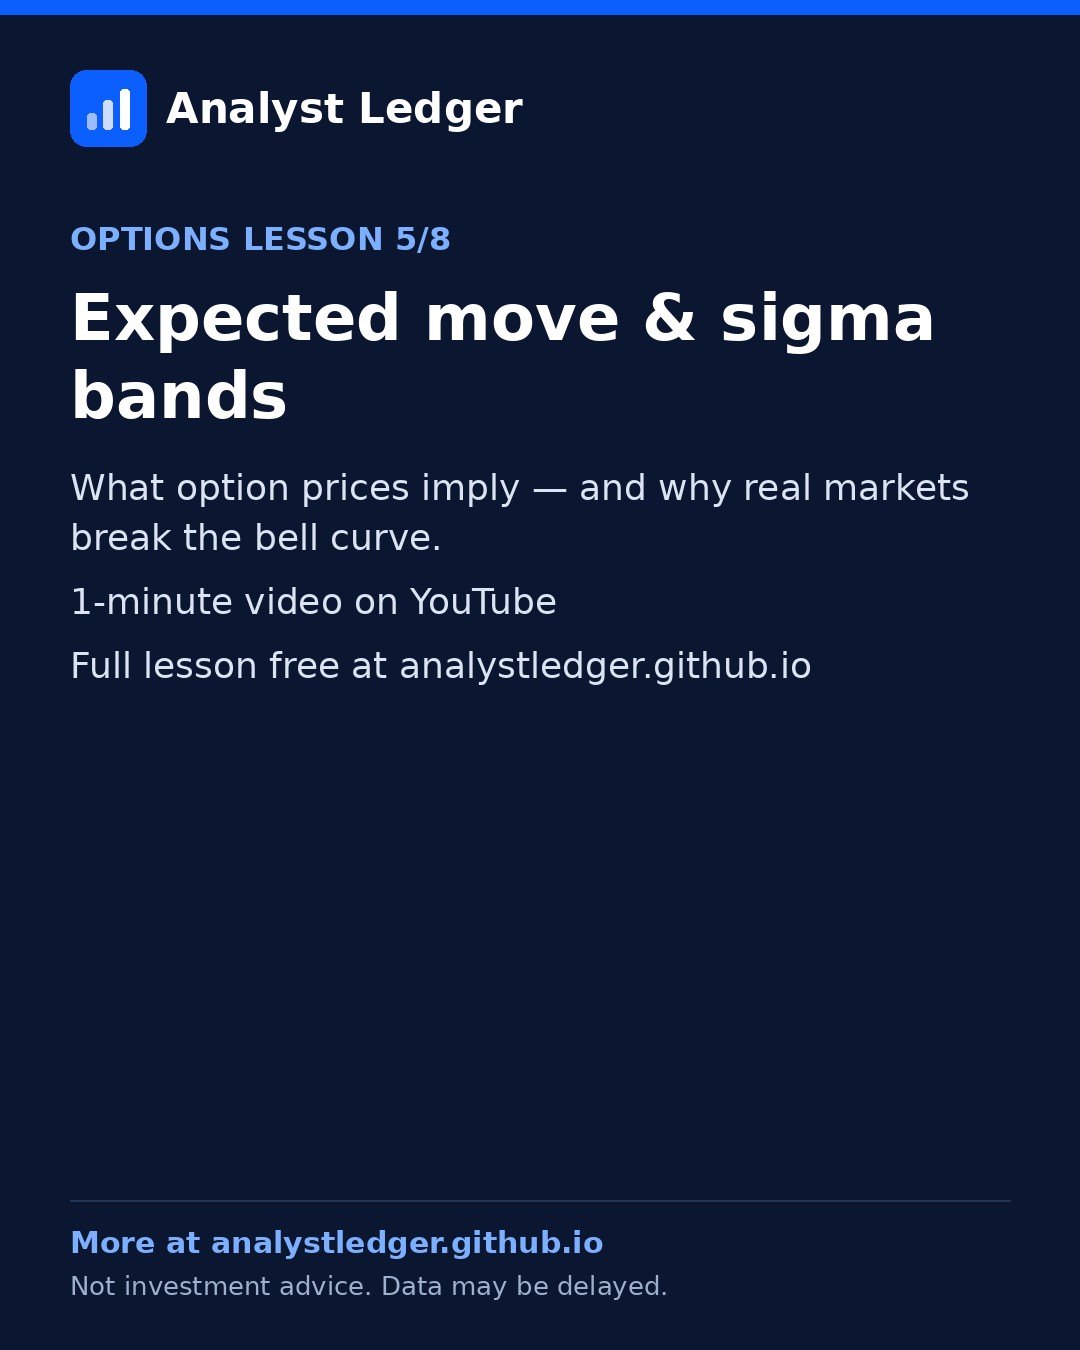 Analyst Ledger
OPTIONS LESSON 5/8
Expected move & sigma
bands
What option prices imply — and why real markets
break the bell curve.
1-minute video on YouTube
Full lesson free at analystledger.github.io
More at analystledger.github.io
Not investment advice. Data may be delayed.